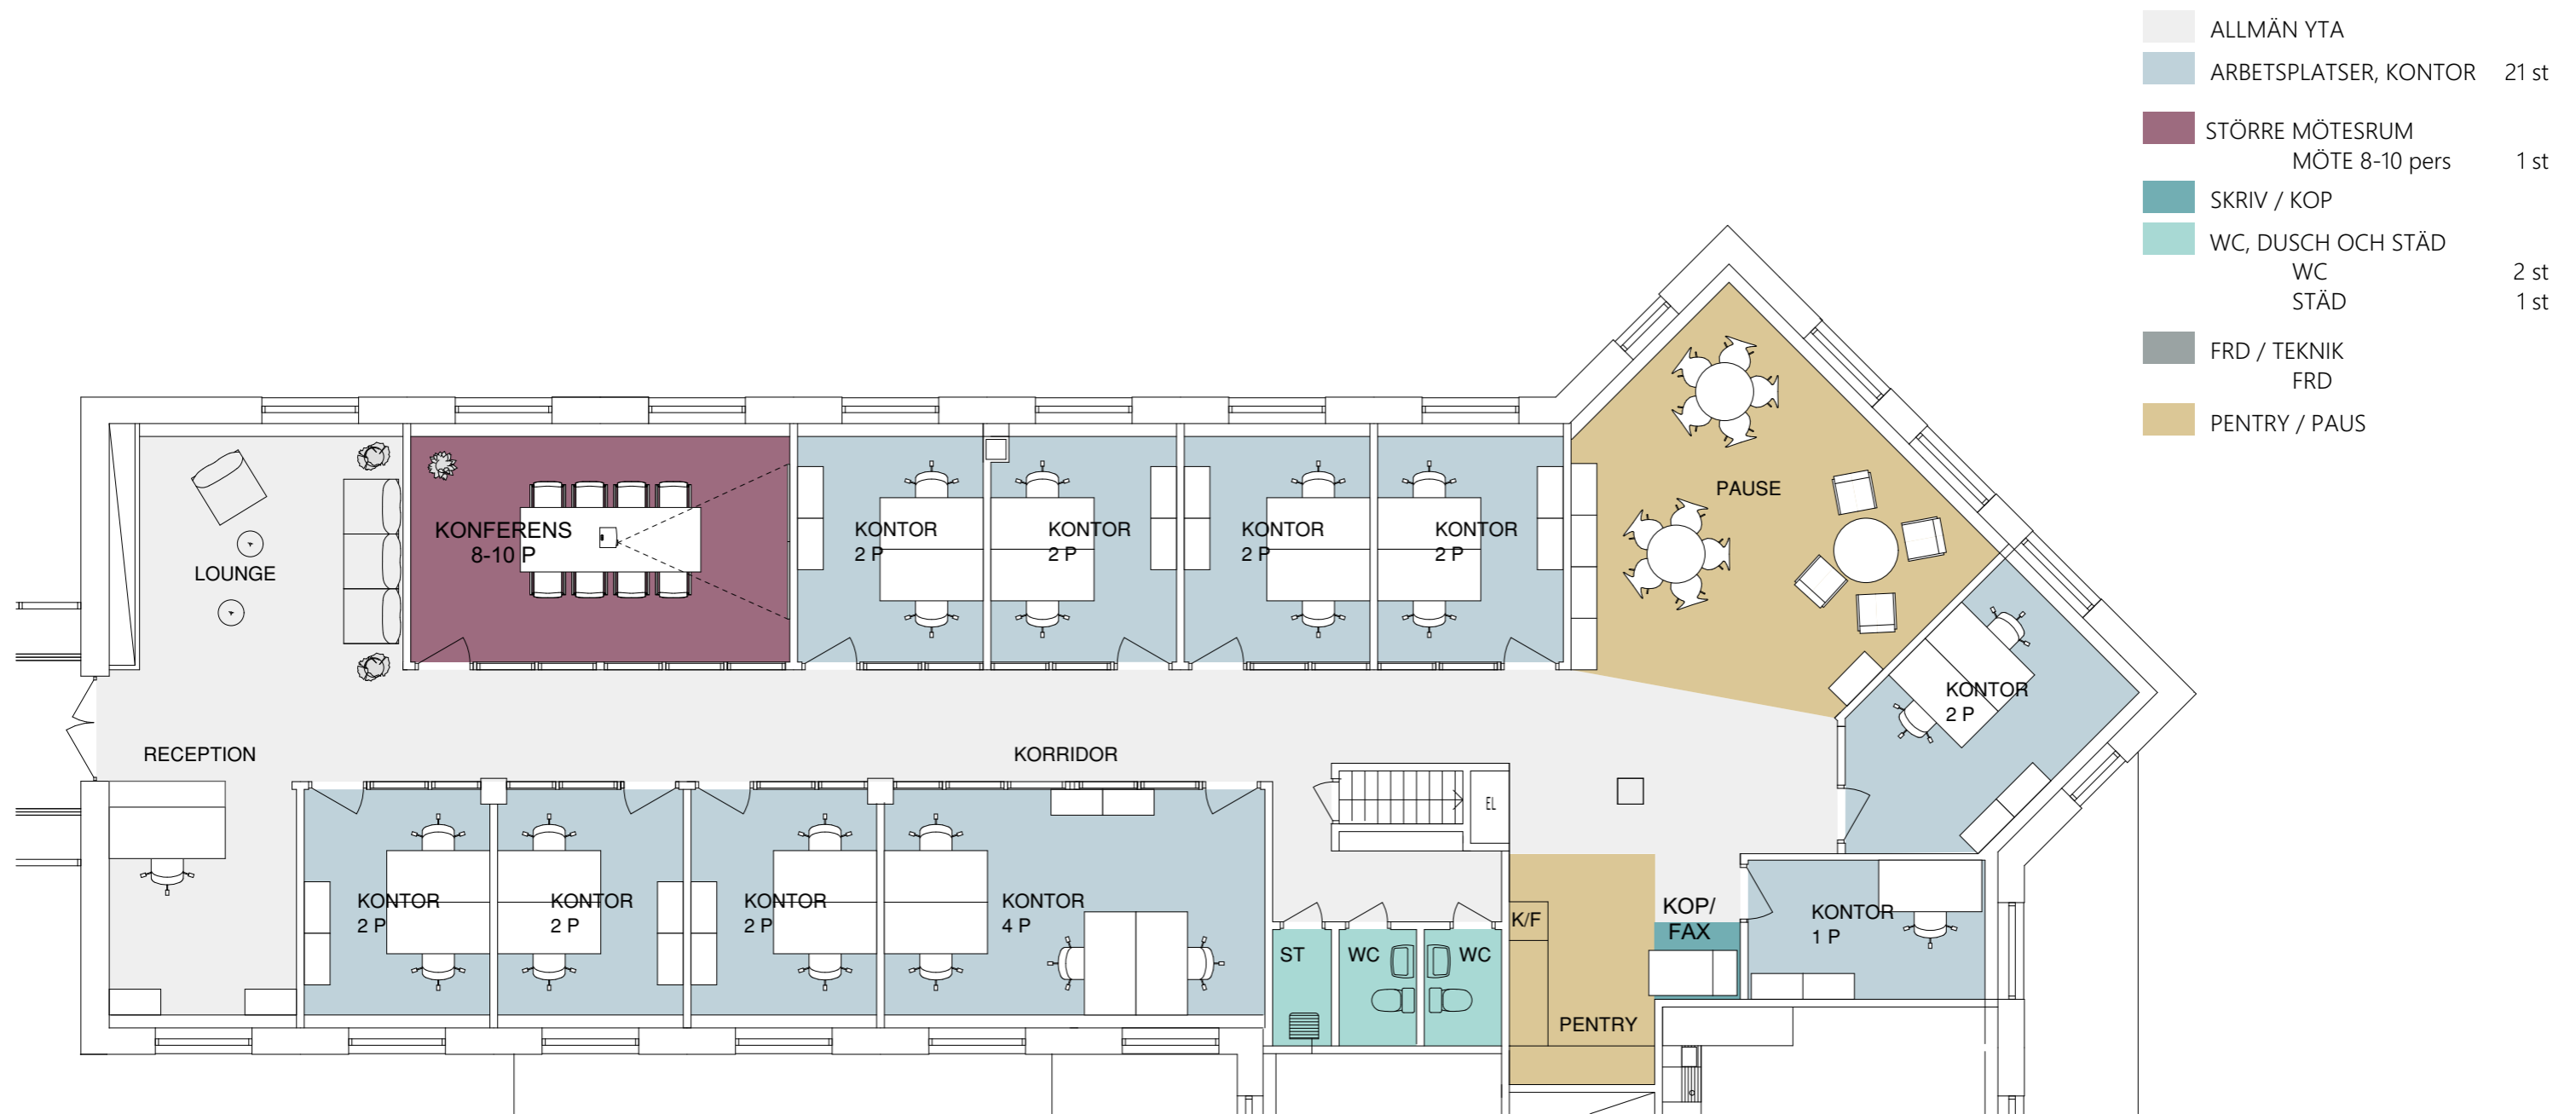 ALLMÄN YTA
ARBETSPLATSER, KONTOR 21 st
STÖRRE MÖTESRUM
MÖTE 8-10 pers 1 st
SKRIV / KOP
WC, DUSCH OCH STÄD
WC 2 st
STÄD 1 st
FRD / TEKNIK
FRD
PENTRY / PAUS
PAUSE
KONFERENS
8-10 P
KONTOR
2 P
KONTOR
2 P
KONTOR
2 P
KONTOR
2 P
LOUNGE
KONTOR
2 P
RECEPTION
KORRIDOR
EL
KONTOR
2 P
KONTOR
2 P
KONTOR
2 P
KONTOR
4 P
K/F
KOP/
FAX
KONTOR
1 P
ST
WC
WC
PENTRY